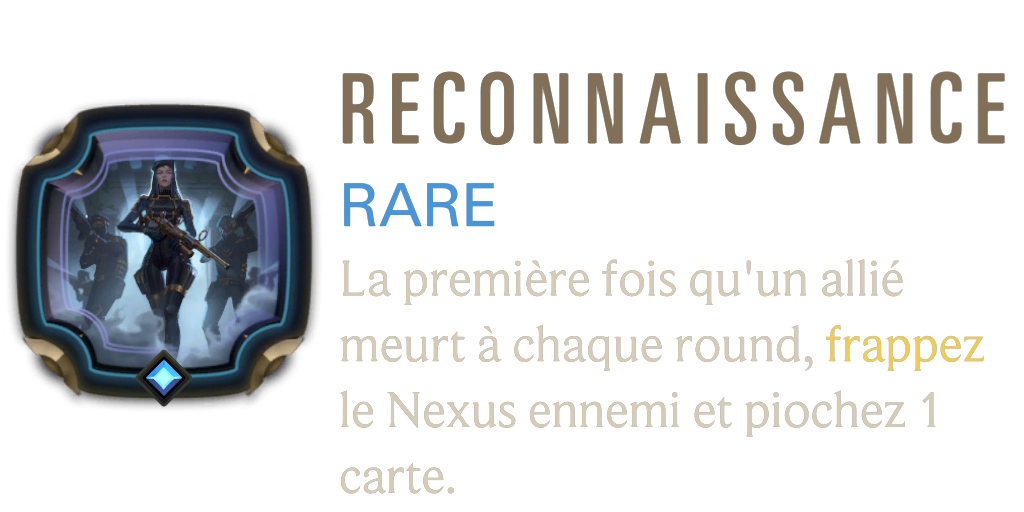 RECONNAISSANCE
RARE
La première fois qu'un allié
meurt à chaque round, frappez
le Nexus ennemi et piochez 1
carte.